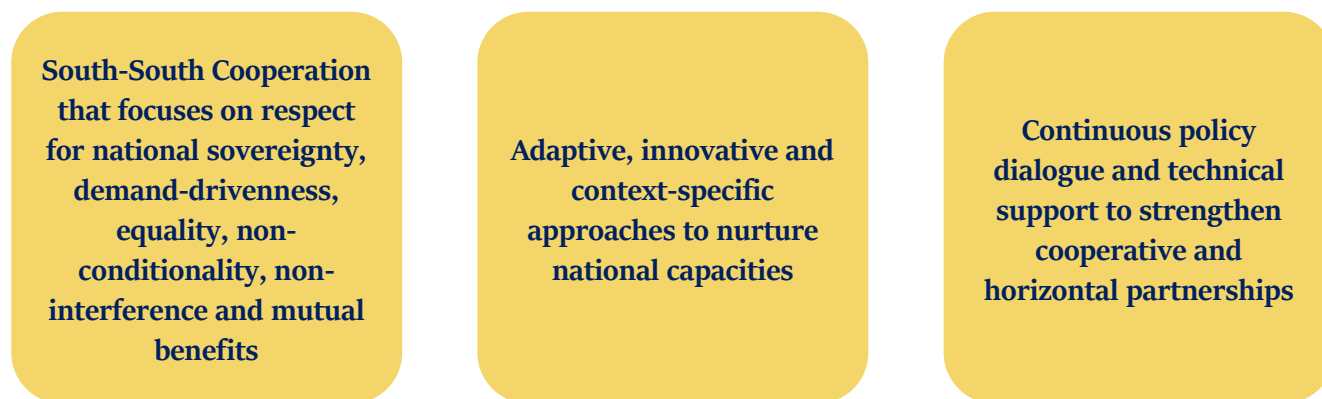 South-South Cooperation
that focuses on respect
for national sovereignty,
demand-drivenness,
equality, non-
conditionality, non-
interference and mutual
benefits
Adaptive, innovative and
context-specific
approaches to nurture
national capacities
Continuous policy
dialogue and technical
support to strengthen
cooperative and
horizontal partnerships